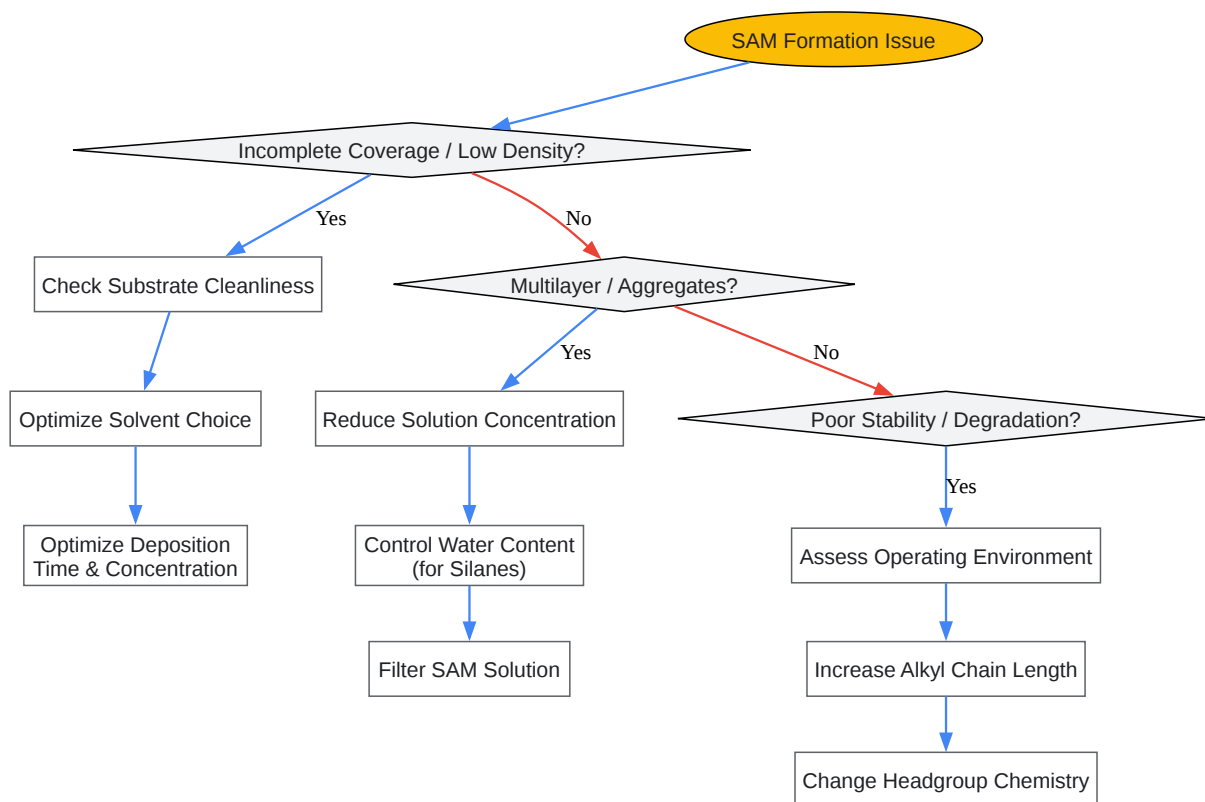 SAM Formation Issue
Incomplete Coverage / Low Density?
Yes
No
Check Substrate Cleanliness
Multilayer / Aggregates?
Yes
No
Optimize Solvent Choice
Reduce Solution Concentration
Poor Stability / Degradation?
Yes
Optimize Deposition
Time & Concentration
Control Water Content
(for Silanes)
Assess Operating Environment
Filter SAM Solution
Increase Alkyl Chain Length
Change Headgroup Chemistry